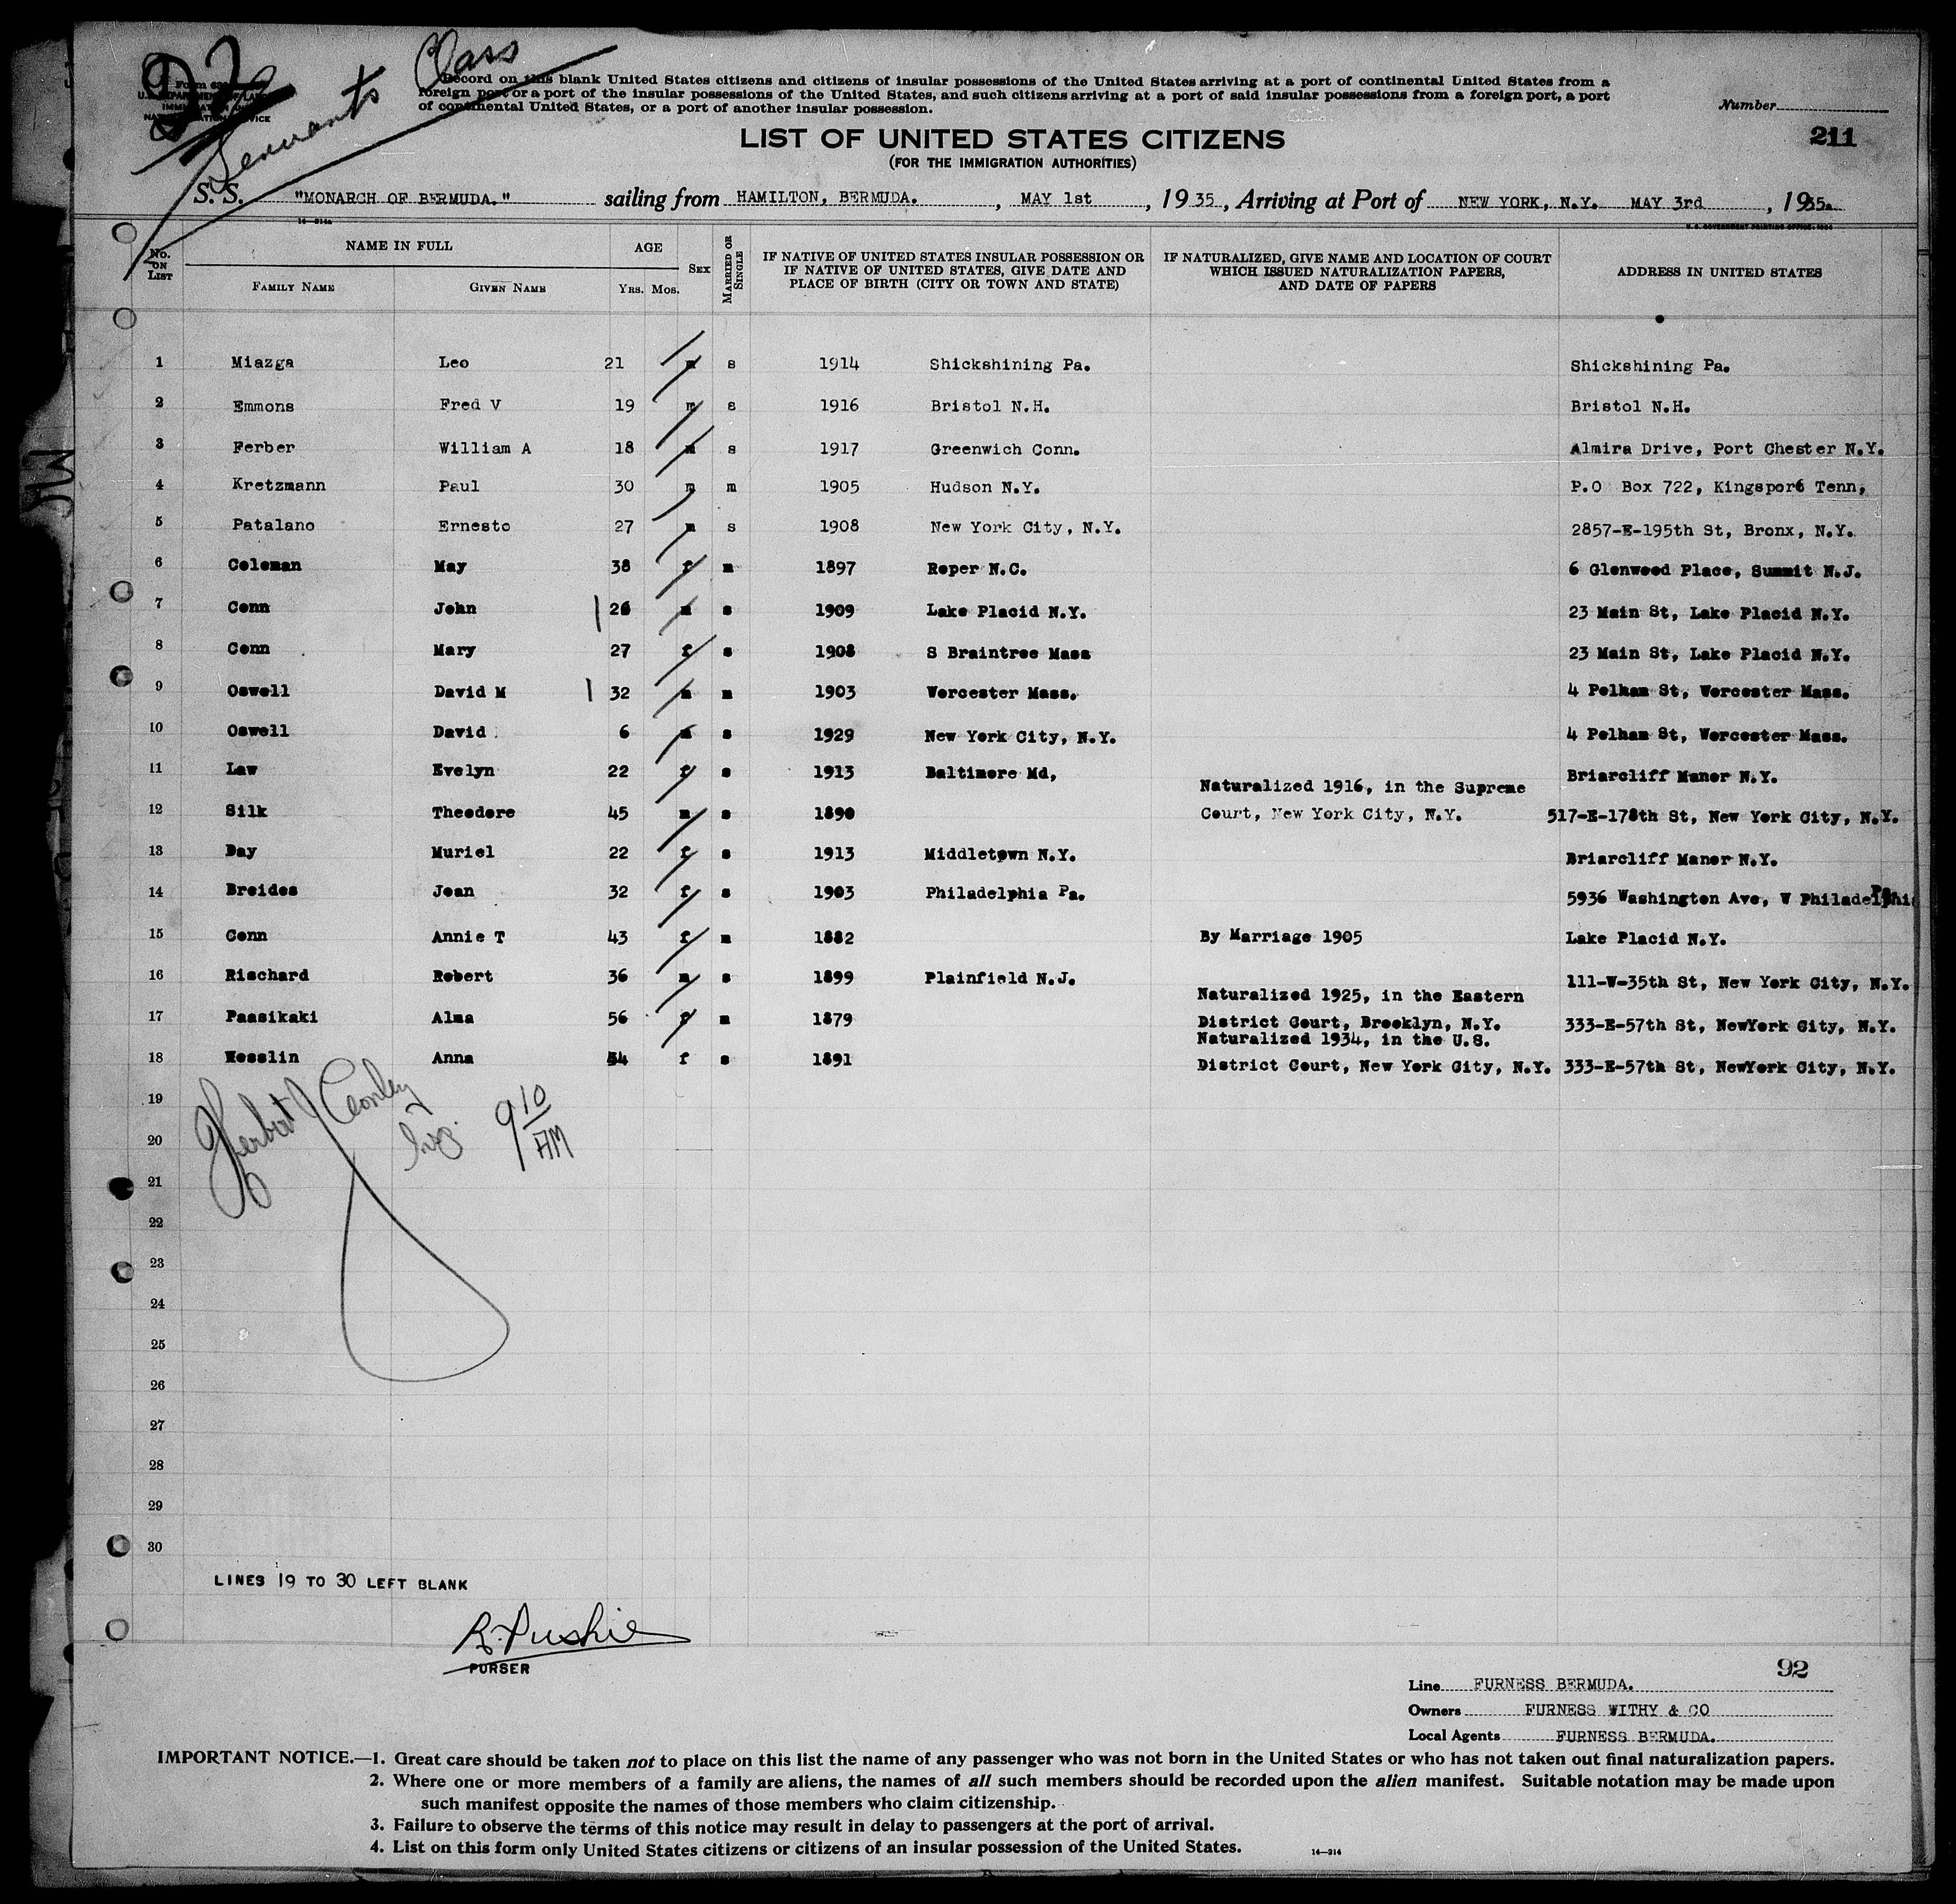 Servants Class
Record on this blank United States citizens and citizens of insular possessions of the United States arriving at a port of continental United States from a
foreign port or a port of the insular possessions of the United States, and such citizens arriving at a port of said insular possessions from a foreign port, a port
of continental United States, or a port of another insular possession.
Number
LIST OF UNITED STATES CITIZENS
211
(FOR THE IMMIGRATION AUTHORITIES)
S. S. "MONARCH OF BERMUDA." sailing from HAMILTON, BERMUDA. , MAY 1st , 1935, Arriving at Port of NEW YORK, N.Y. MAY 3rd , 1935.
No. ON LIST
NAME IN FULL
FAMILY NAME GIVEN NAME
AGE
YRS. MOS.
SEX
MARRIED OR SINGLE
IF NATIVE OF UNITED STATES INSULAR POSSESSION OR
IF NATIVE OF UNITED STATES, GIVE DATE AND
PLACE OF BIRTH (CITY OR TOWN AND STATE)
IF NATURALIZED, GIVE NAME AND LOCATION OF COURT
WHICH ISSUED NATURALIZATION PAPERS,
AND DATE OF PAPERS
ADDRESS IN UNITED STATES
1 Miazga Leo 21 m s 1914 Shickshining Pa. Shickshining Pa.
2 Emmons Fred V 19 m s 1916 Bristol N.H. Bristol N.H.
3 Ferber William A 18 m s 1917 Greenwich Conn. Almira Drive, Port Chester N.Y.
4 Kretzmann Paul 30 m m 1905 Hudson N.Y. P.O Box 722, Kingsport Tenn,
5 Patalano Ernesto 27 m s 1908 New York City, N.Y. 2857-E-195th St, Bronx, N.Y.
6 Coleman May 38 f m 1897 Roper N.C. 6 Glenwood Place, Summit N.J.
7 Conn John 26 m s 1909 Lake Placid N.Y. 23 Main St, Lake Placid N.Y.
8 Conn Mary 27 f s 1908 S Braintree Mass 23 Main St, Lake Placid N.Y.
9 Oswell David M 32 m m 1903 Worcester Mass. 4 Pelham St, Worcester Mass.
10 Oswell David 6 m s 1929 New York City, N.Y. 4 Pelham St, Worcester Mass.
11 Law Evelyn 22 f s 1913 Baltimore Md, Briarcliff Manor N.Y.
Naturalized 1916, in the Supreme
12 Silk Theodore 45 m s 1890 Court, New York City, N.Y. 517-E-178th St, New York City, N.Y.
13 Day Muriel 22 f s 1913 Middletown N.Y. Briarcliff Manor N.Y.
14 Breides Jean 32 f s 1903 Philadelphia Pa. 5936 Washington Ave, W Philadelphia Pa
15 Conn Annie T 43 f m 1882 By Marriage 1905 Lake Placid N.Y.
16 Rischard Robert 36 m s 1899 Plainfield N.J. 111-W-35th St, New York City, N.Y.
Naturalized 1925, in the Eastern
17 Paasikaki Alma 56 f m 1879 District Court, Brooklyn, N.Y. 333-E-57th St, NewYork City, N.Y.
Naturalized 1934, in the U.S.
18 Hesslin Anna 54 f s 1891 District Court, New York City, N.Y. 333-E-57th St, NewYork City, N.Y.
19
Herbert J Conley
Ins.
9 10 AM
20
21
22
23
24
25
26
27
28
29
30
LINES 19 TO 30 LEFT BLANK
R. Pushie
PURSER
92
Line FURNESS BERMUDA.
Owners FURNESS WITHY & CO
Local Agents FURNESS BERMUDA.
IMPORTANT NOTICE.—1. Great care should be taken not to place on this list the name of any passenger who was not born in the United States or who has not taken out final naturalization papers.
2. Where one or more members of a family are aliens, the names of all such members should be recorded upon the alien manifest. Suitable notation may be made upon
such manifest opposite the names of those members who claim citizenship.
3. Failure to observe the terms of this notice may result in delay to passengers at the port of arrival.
4. List on this form only United States citizens or citizens of an insular possession of the United States.
14—214